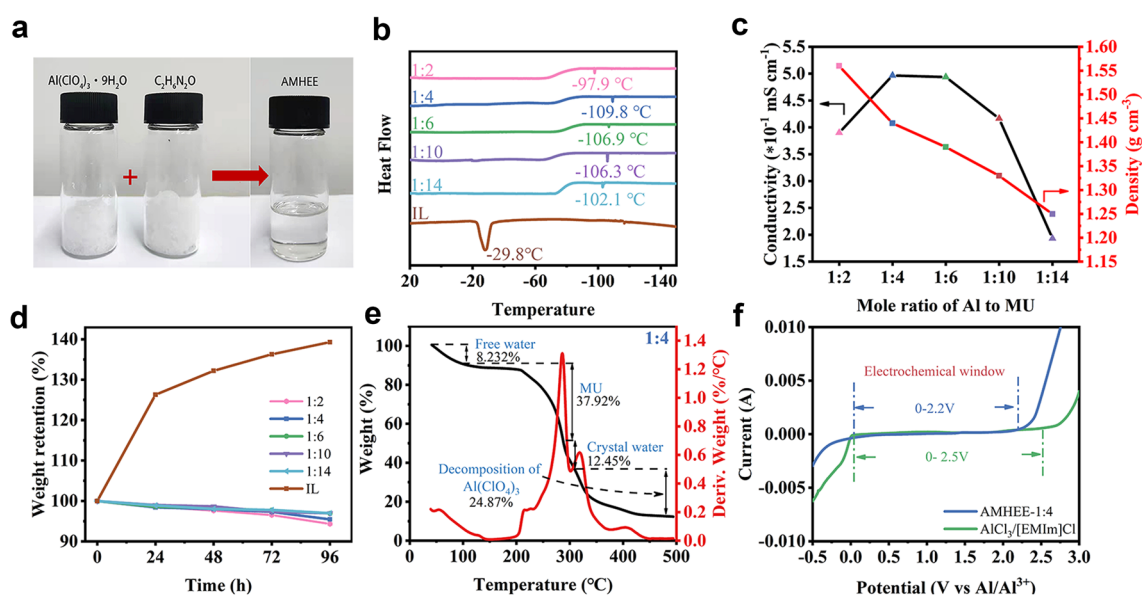 a
Al(ClO₄)₃・9H₂O
C₂H₆N₂O
AMHEE
+
b
1:2
-97.9 ℃
1:4
-109.8 ℃
1:6
-106.9 ℃
1:10
-106.3 ℃
1:14
-102.1 ℃
IL
-29.8℃
Heat Flow
20
-20
-60
-100
-140
Temperature
c
5.5
5.0
4.5
4.0
3.5
3.0
2.5
2.0
1.5
Conductivity (*10⁻¹ mS cm⁻¹)
1.60
1.55
1.50
1.45
1.40
1.35
1.30
1.25
1.20
1.15
Density (g cm⁻³)
1:2
1:4
1:6
1:10
1:14
Mole ratio of Al to MU
d
140
130
120
110
100
90
Weight retention (%)
1:2
1:4
1:6
1:10
1:14
IL
0
24
48
72
96
Time (h)
e
1:4
100
80
60
40
20
0
Weight (%)
Free water
8.232%
MU
37.92%
Crystal water
12.45%
Decomposition of
Al(ClO₄)₃
24.87%
1.4
1.2
1.0
0.8
0.6
0.4
0.2
0.0
Deriv. Weight (%/℃)
100
200
300
400
500
Temperature (℃)
f
0.010
0.005
0.000
-0.005
-0.010
Current (A)
Electrochemical window
0-2.2V
0- 2.5V
AMHEE-1:4
AlCl₃/[EMIm]Cl
-0.5
0.0
0.5
1.0
1.5
2.0
2.5
3.0
Potential (V vs Al/Al³⁺)